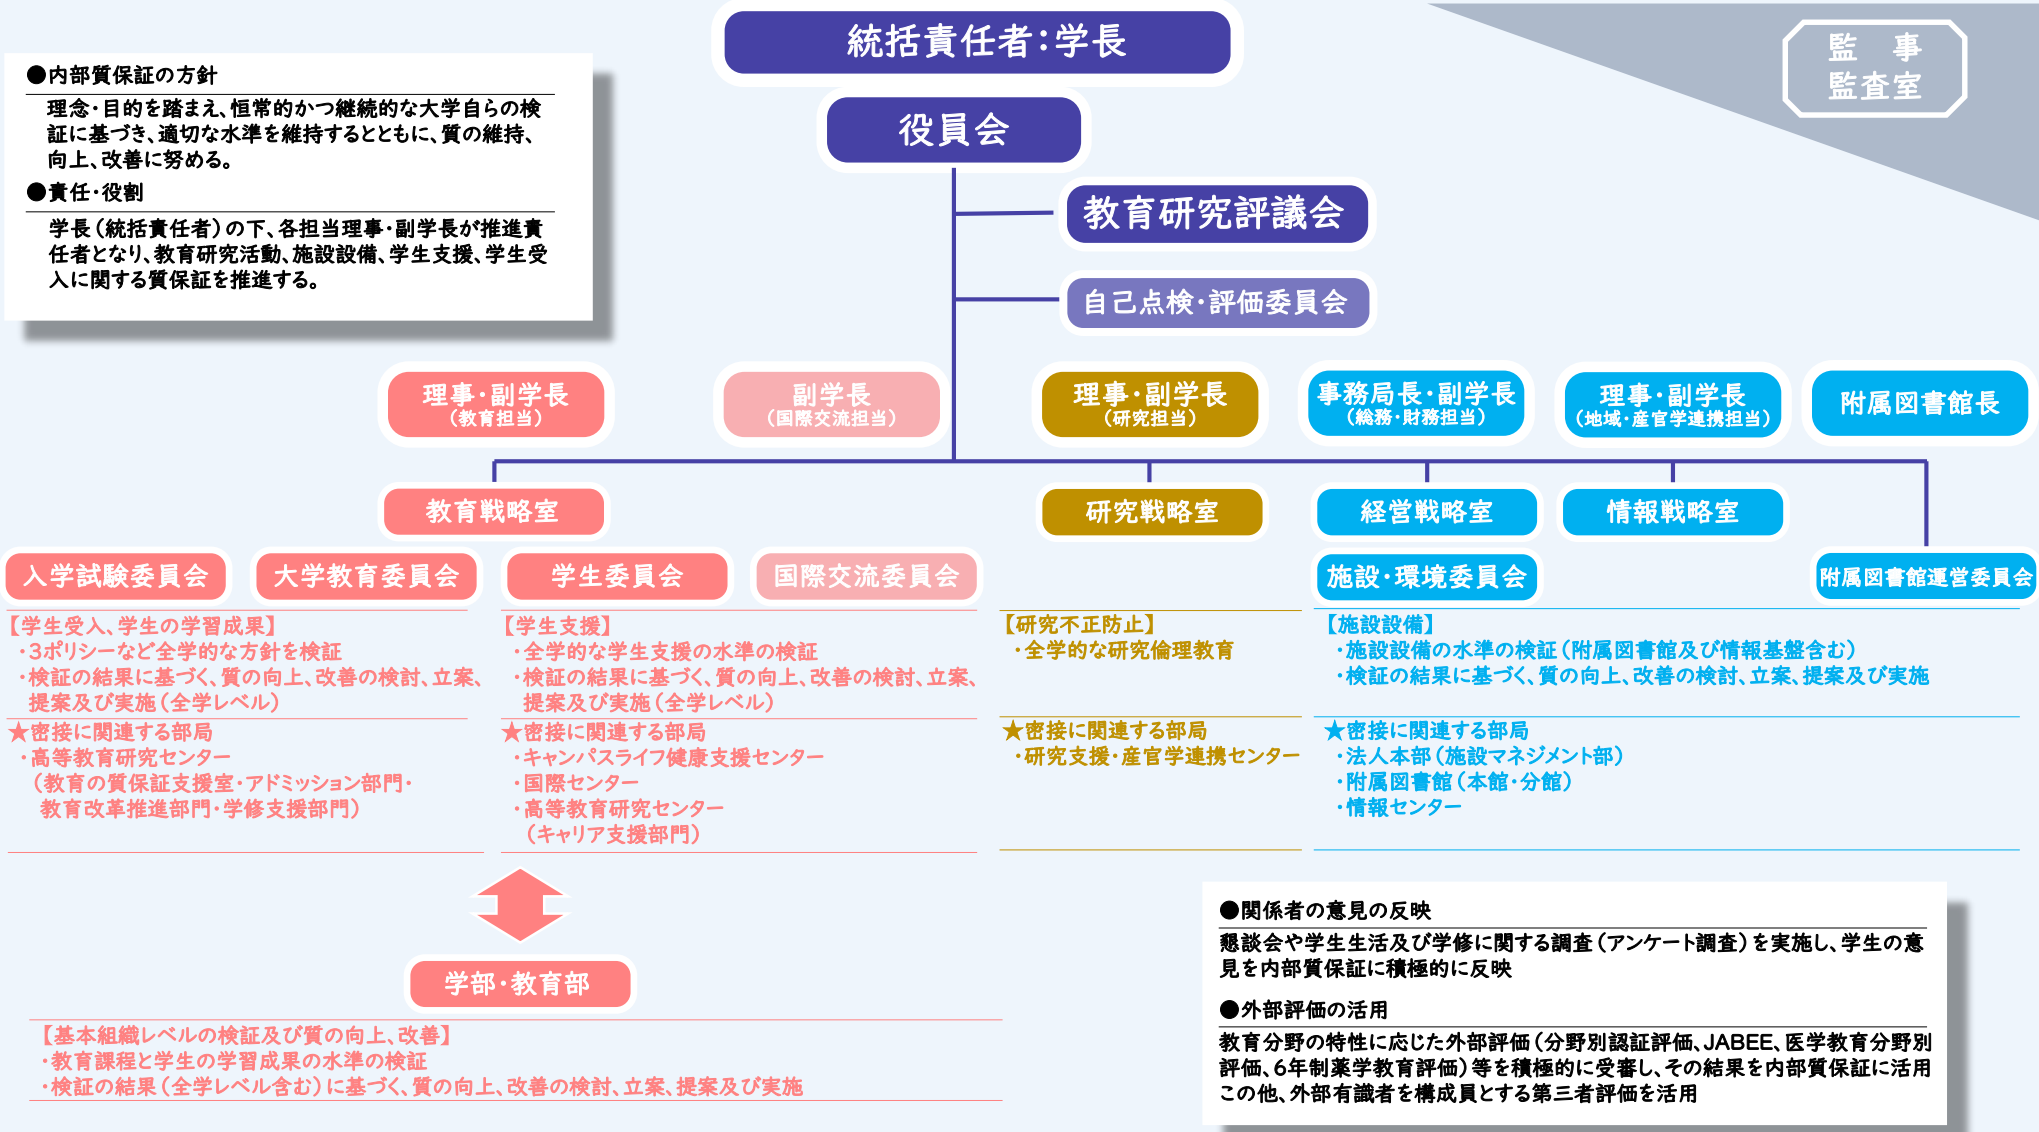 統括責任者：学長
監　事
監査室
●内部質保証の方針
理念・目的を踏まえ、恒常的かつ継続的な大学自らの検
証に基づき、適切な水準を維持するとともに、質の維持、
向上、改善に努める。
●責任・役割
学長（統括責任者）の下、各担当理事・副学長が推進責
任者となり、教育研究活動、施設設備、学生支援、学生受
入に関する質保証を推進する。
役員会
教育研究評議会
自己点検・評価委員会
理事・副学長
（教育担当）
副学長
（国際交流担当）
理事・副学長
（研究担当）
事務局長・副学長
（総務・財務担当）
理事・副学長
（地域・産官学連携担当）
附属図書館長
教育戦略室
研究戦略室
経営戦略室
情報戦略室
入学試験委員会
大学教育委員会
学生委員会
国際交流委員会
施設・環境委員会
附属図書館運営委員会
【学生受入、学生の学習成果】
・3ポリシーなど全学的な方針を検証
・検証の結果に基づく、質の向上、改善の検討、立案、
提案及び実施（全学レベル）
★密接に関連する部局
・高等教育研究センター
（教育の質保証支援室・アドミッション部門・
教育改革推進部門・学修支援部門）
【学生支援】
・全学的な学生支援の水準の検証
・検証の結果に基づく、質の向上、改善の検討、立案、
提案及び実施（全学レベル）
★密接に関連する部局
・キャンパスライフ健康支援センター
・国際センター
・高等教育研究センター
（キャリア支援部門）
【研究不正防止】
・全学的な研究倫理教育
★密接に関連する部局
・研究支援・産官学連携センター
【施設設備】
・施設設備の水準の検証（附属図書館及び情報基盤含む）
・検証の結果に基づく、質の向上、改善の検討、立案、提案及び実施
★密接に関連する部局
・法人本部（施設マネジメント部）
・附属図書館（本館・分館）
・情報センター
学部・教育部
【基本組織レベルの検証及び質の向上、改善】
・教育課程と学生の学習成果の水準の検証
・検証の結果（全学レベル含む）に基づく、質の向上、改善の検討、立案、提案及び実施
●関係者の意見の反映
懇談会や学生生活及び学修に関する調査（アンケート調査）を実施し、学生の意
見を内部質保証に積極的に反映
●外部評価の活用
教育分野の特性に応じた外部評価（分野別認証評価、JABEE、医学教育分野別
評価、6年制薬学教育評価）等を積極的に受審し、その結果を内部質保証に活用
この他、外部有識者を構成員とする第三者評価を活用